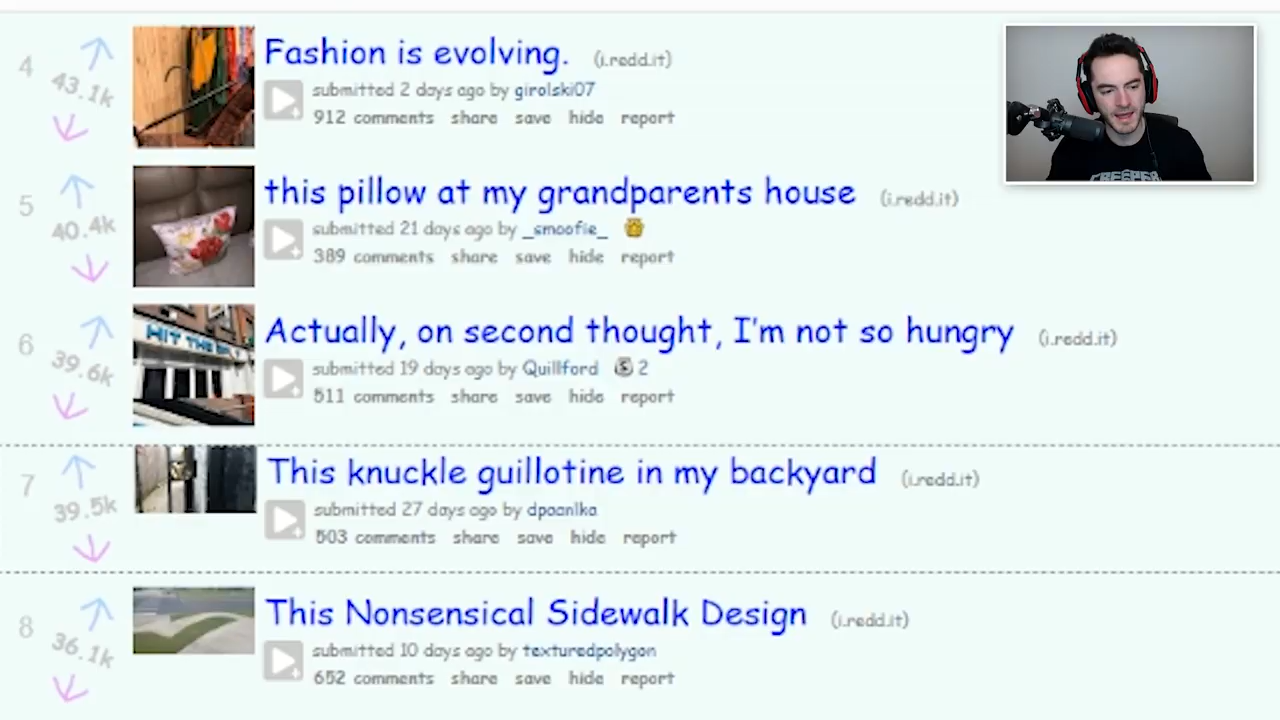 4
43.1k
Fashion is evolving. (i.redd.it)
submitted 2 days ago by girolski07
912 comments share save hide report
5
40.4k
this pillow at my grandparents house (i.redd.it)
submitted 21 days ago by _smoofie_
389 comments share save hide report
6
39.6k
HIT THE
Actually, on second thought, I'm not so hungry (i.redd.it)
submitted 19 days ago by Quillford 2
511 comments share save hide report
7
39.5k
This knuckle guillotine in my backyard (i.redd.it)
submitted 27 days ago by dpaanlka
503 comments share save hide report
8
36.1k
This Nonsensical Sidewalk Design (i.redd.it)
submitted 10 days ago by texturedpolygon
652 comments share save hide report
CREEPER